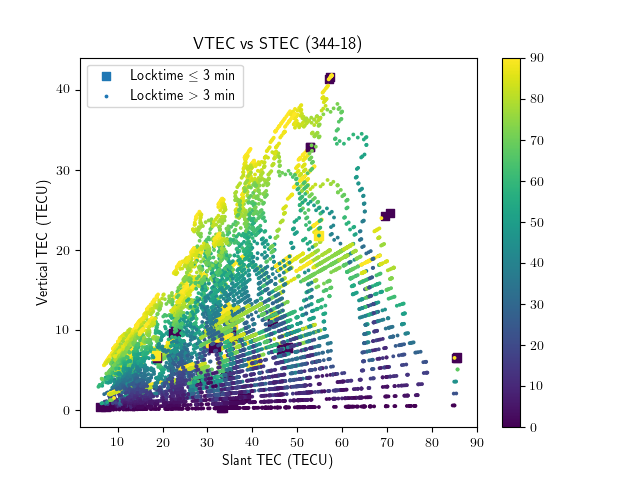 VTEC vs STEC (344-18)
Locktime ≤ 3 min
Locktime > 3 min
Vertical TEC (TECU)
40
30
20
10
0
10 20 30 40 50 60 70 80 90
Slant TEC (TECU)
90
80
70
60
50
40
30
20
10
0